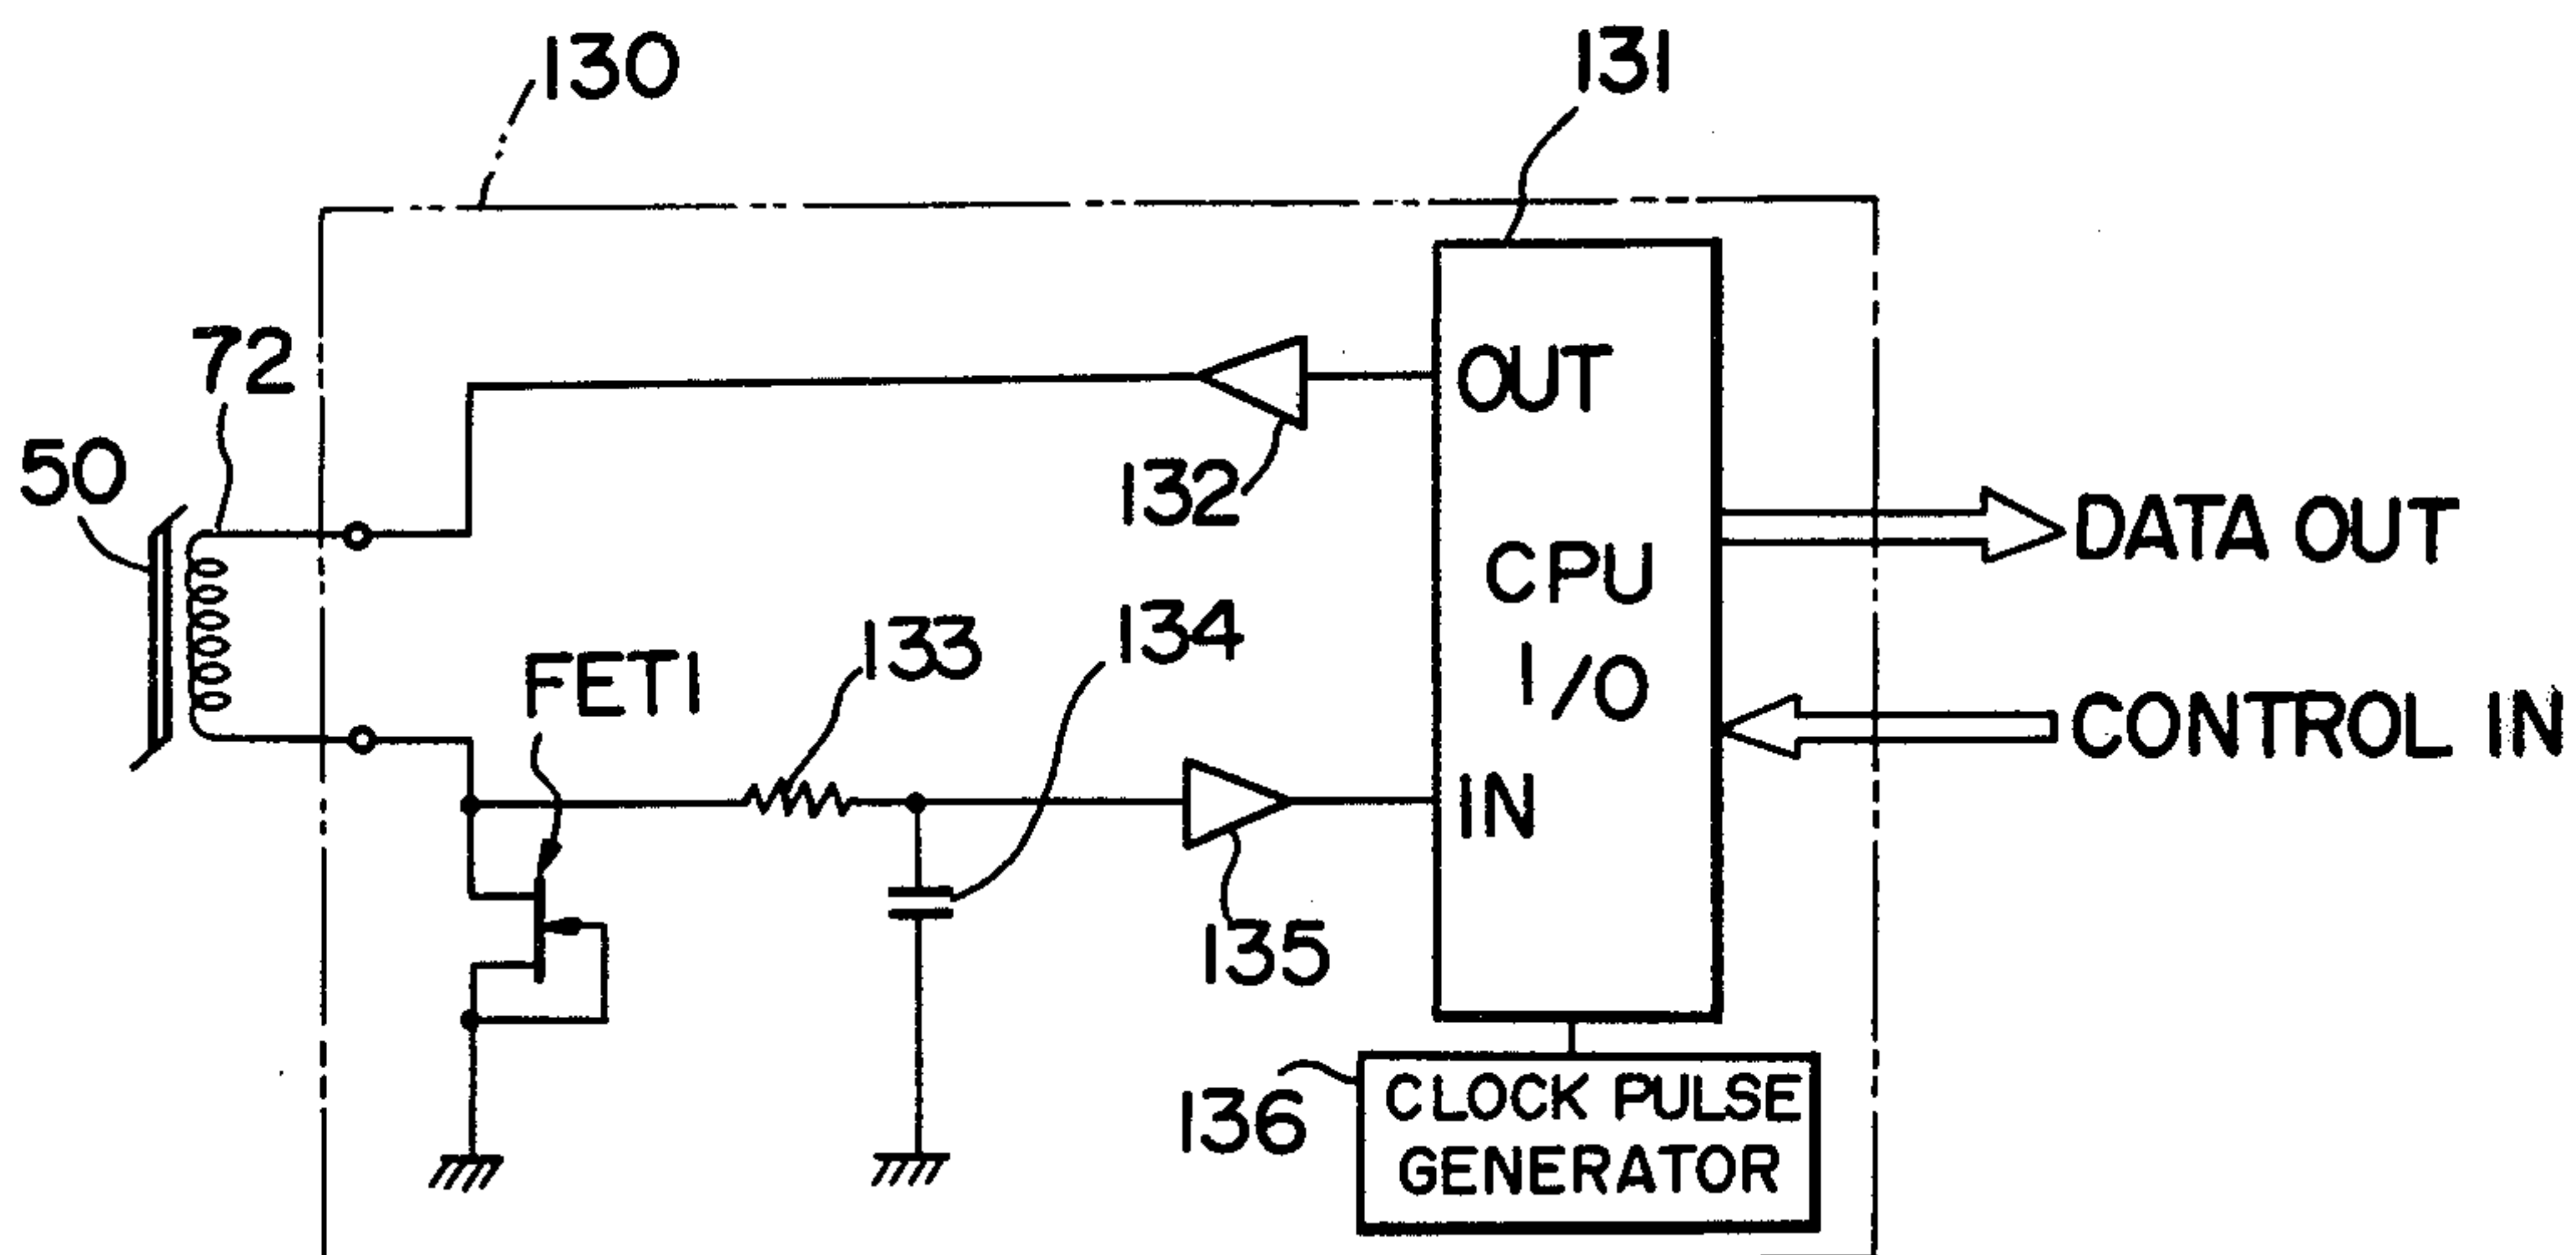 130
131
72
OUT
50
132
DATA OUT
CPU
133
134
FET1
I/O
CONTROL IN
IN
135
136
CLOCK PULSE
GENERATOR